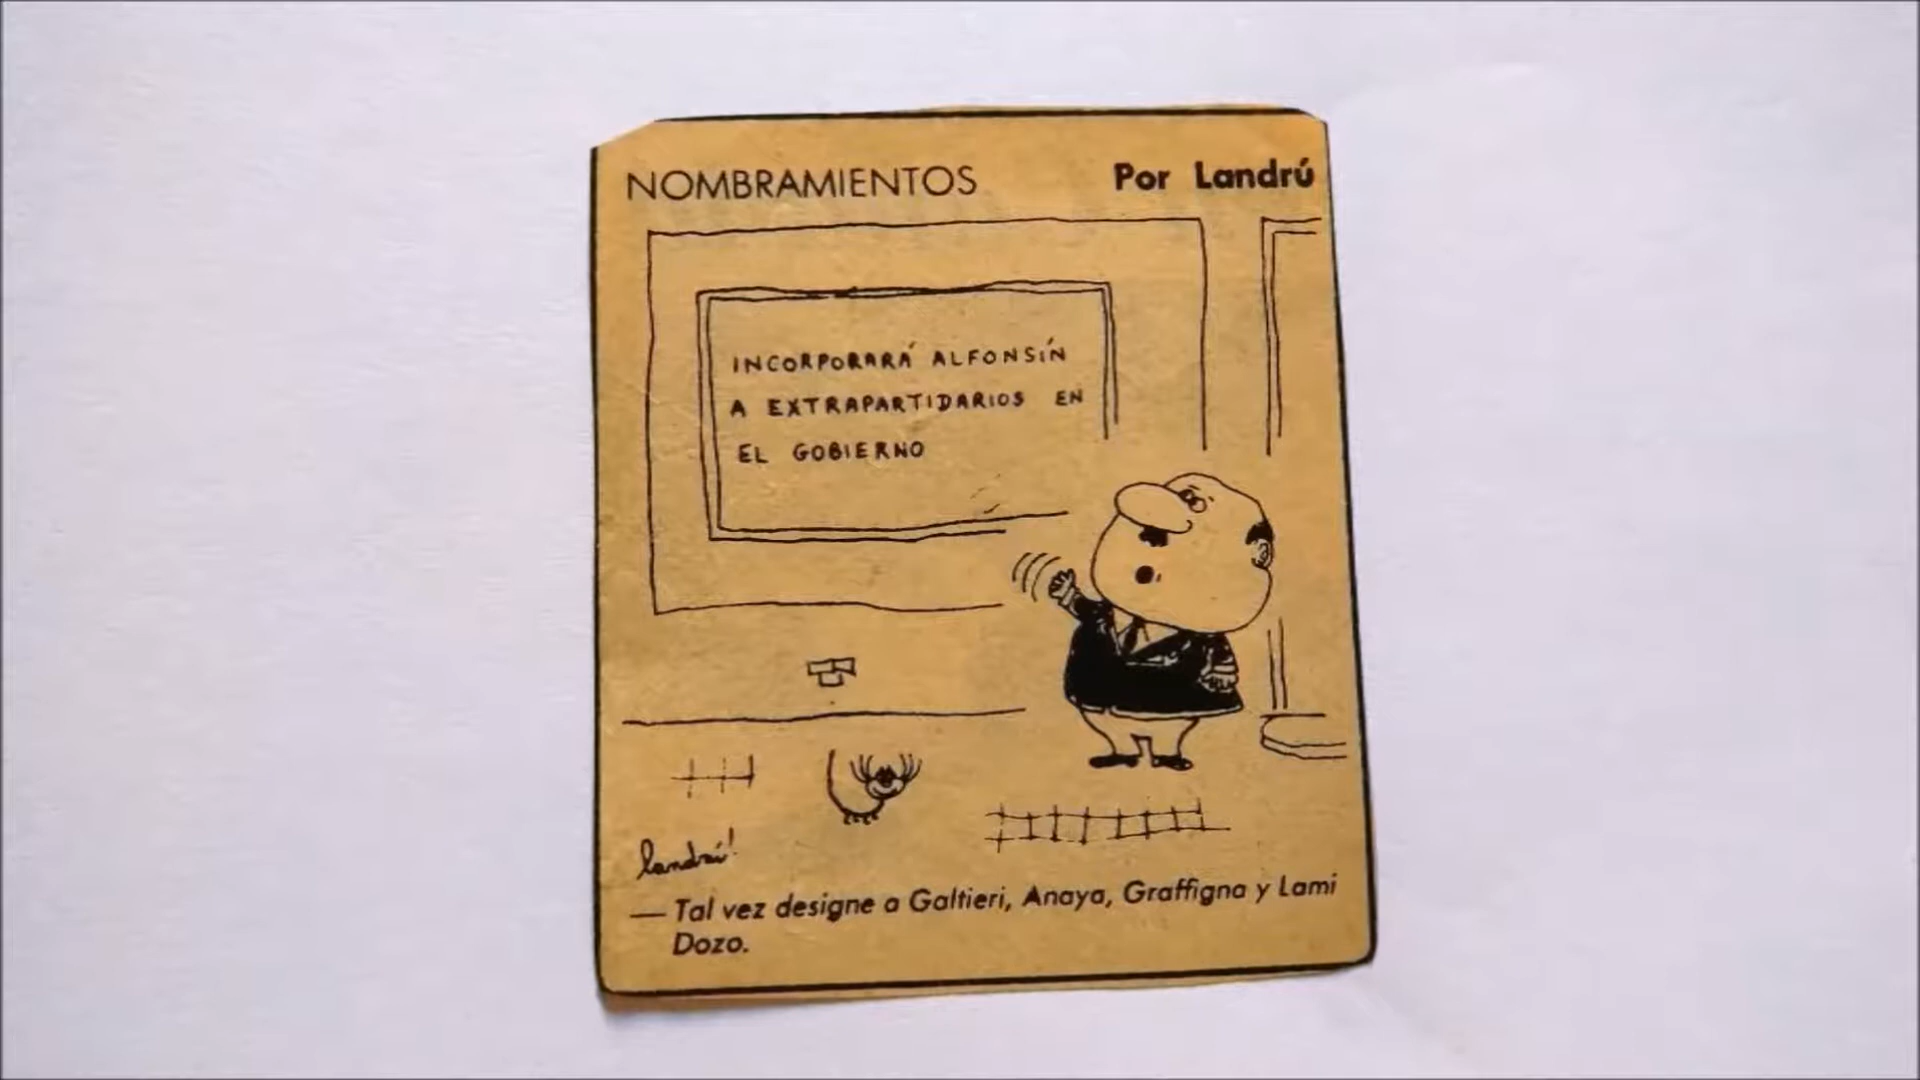 NOMBRAMIENTOS Por Landrú
INCORPORARÁ ALFONSÍN
A EXTRAPARTIDARIOS EN
EL GOBIERNO
landrú!
— Tal vez designe a Galtieri, Anaya, Graffigna y Lami
Dozo.